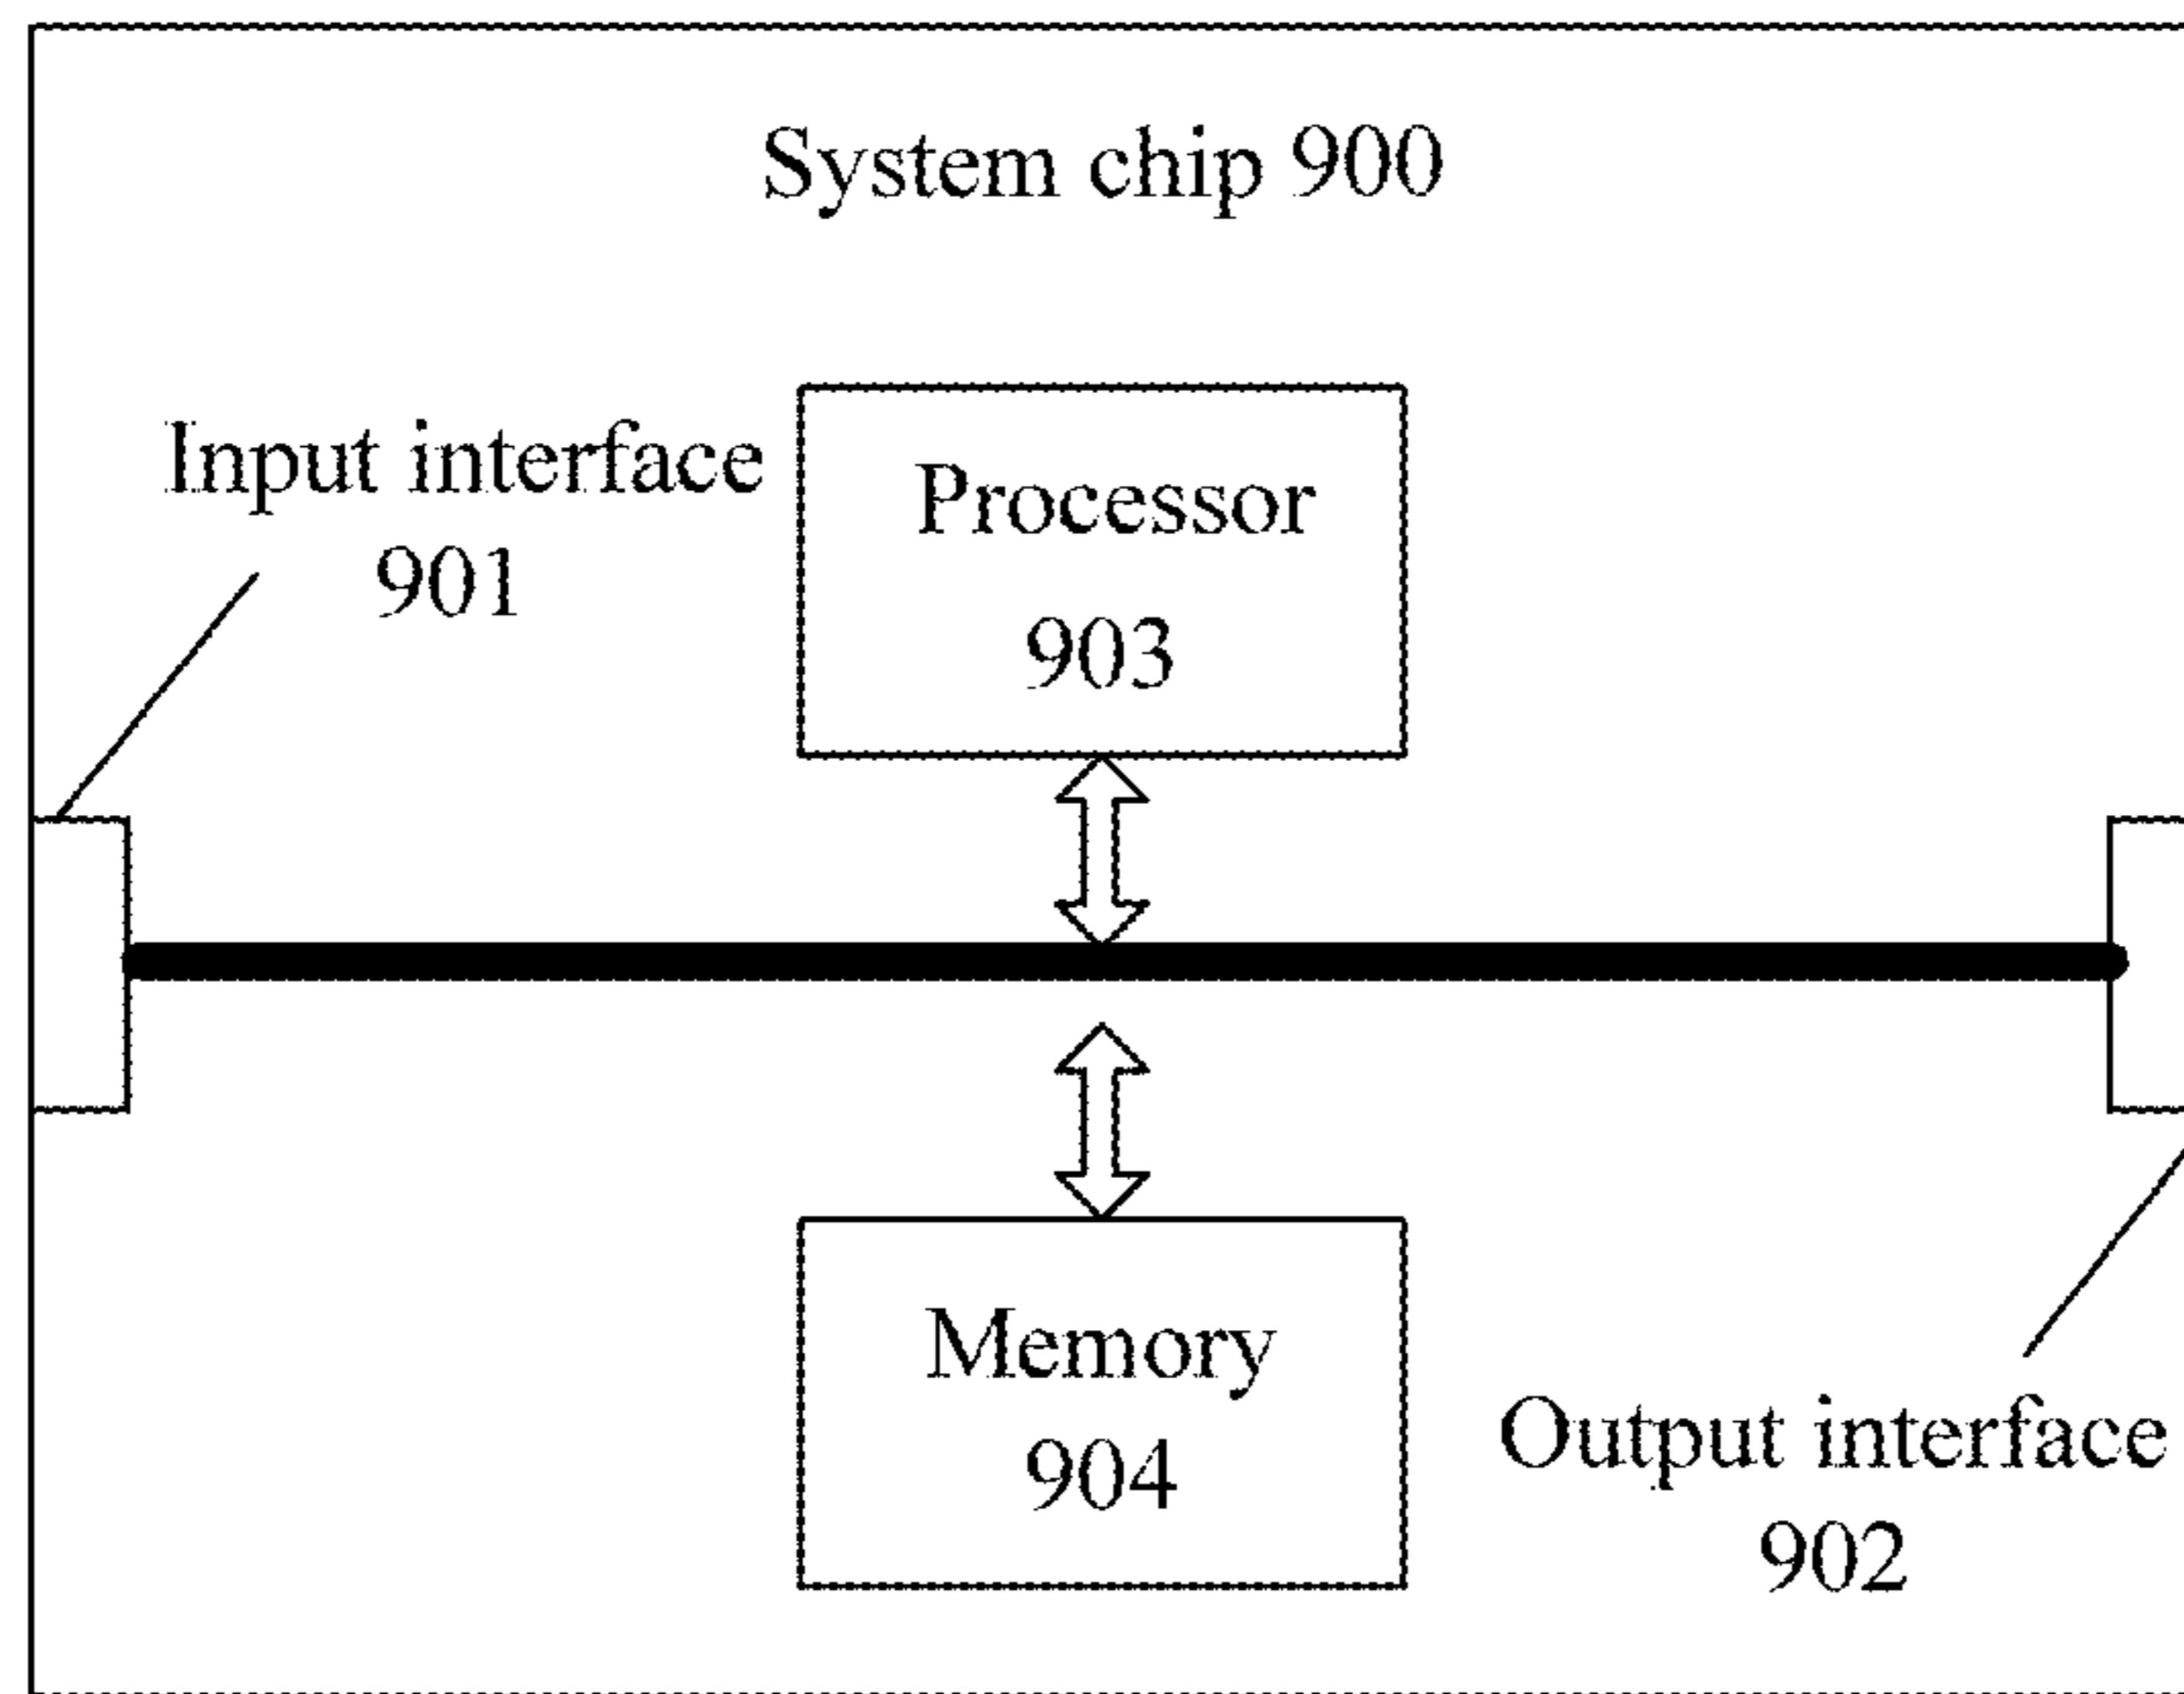 System chip 900
Input interface
901
Processor
903
Memory
904
Output interface
902